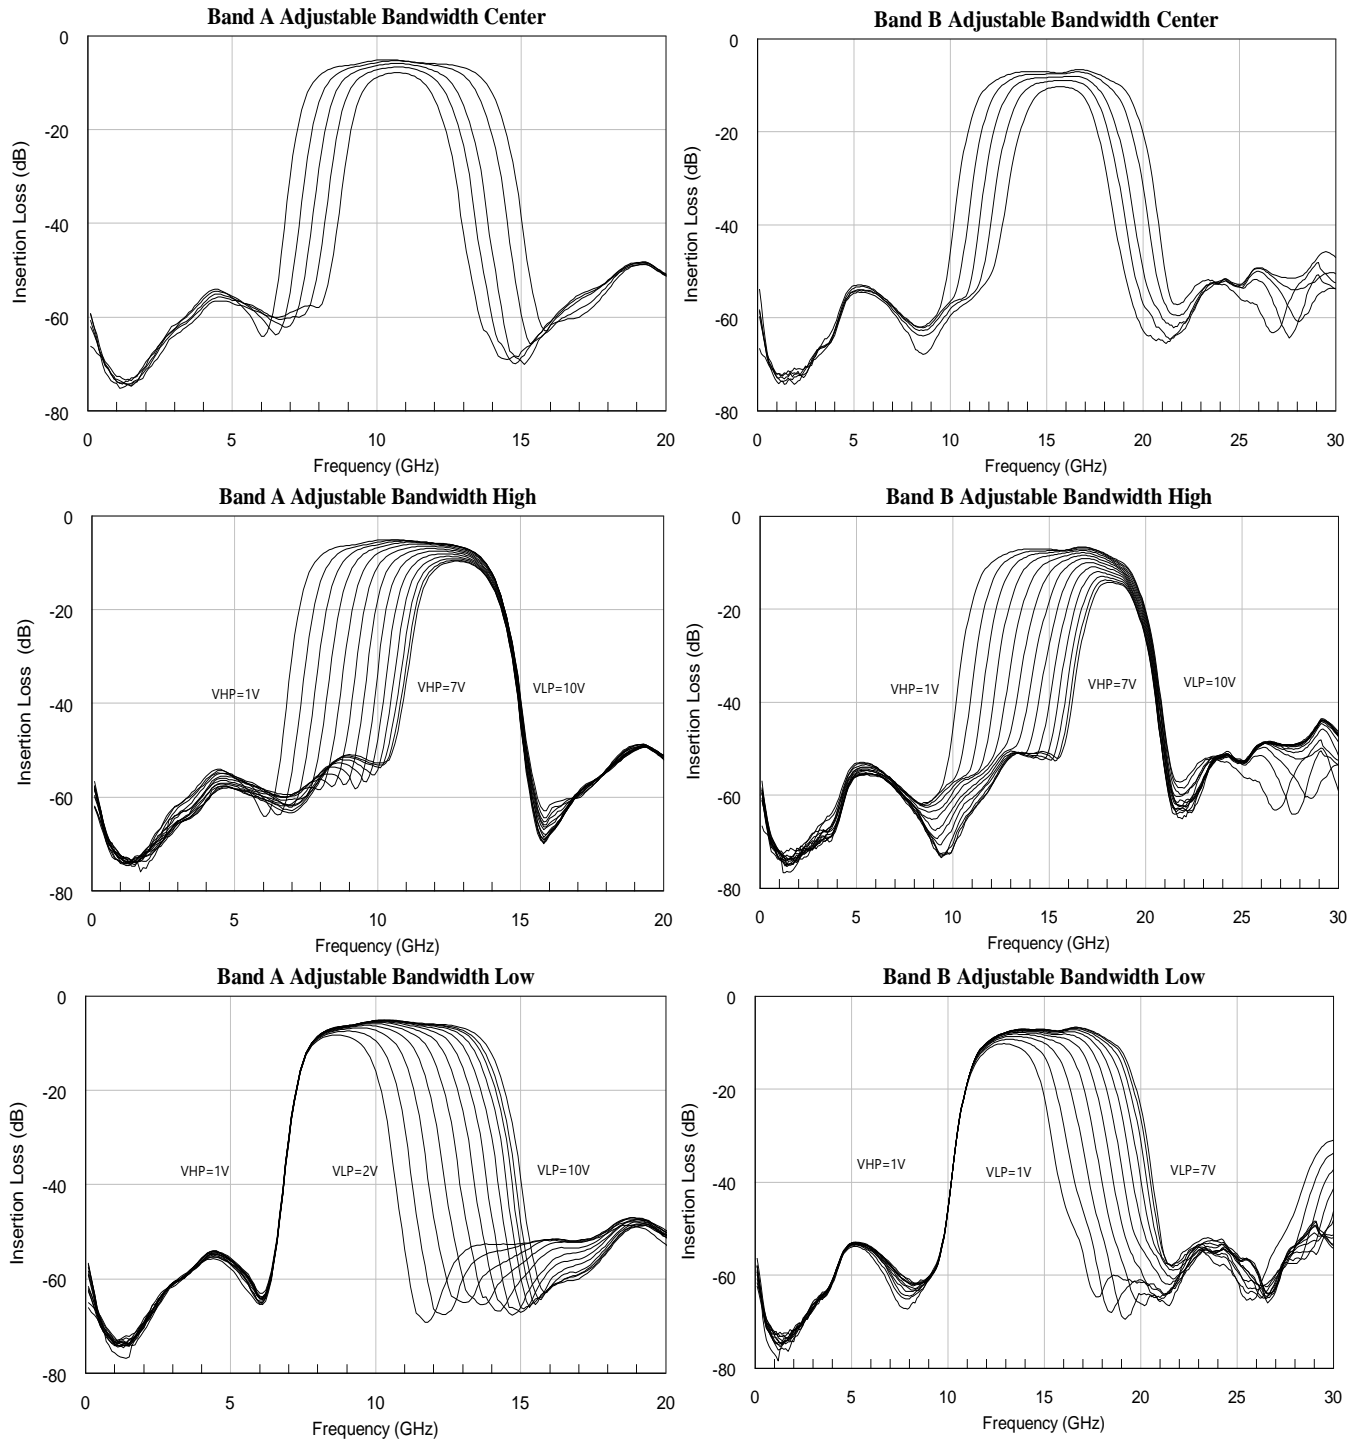 Band A Adjustable Bandwidth Center
0
-20
-40
-60
-80
Insertion Loss (dB)
0 5 10 15 20
Frequency (GHz)
Band B Adjustable Bandwidth Center
0
-20
-40
-60
-80
Insertion Loss (dB)
0 5 10 15 20 25 30
Frequency (GHz)
Band A Adjustable Bandwidth High
0
-20
-40
-60
-80
Insertion Loss (dB)
VHP=1V VHP=7V VLP=10V
0 5 10 15 20
Frequency (GHz)
Band B Adjustable Bandwidth High
0
-20
-40
-60
-80
Insertion Loss (dB)
VHP=1V VHP=7V VLP=10V
0 5 10 15 20 25 30
Frequency (GHz)
Band A Adjustable Bandwidth Low
0
-20
-40
-60
-80
Insertion Loss (dB)
VHP=1V VLP=2V VLP=10V
0 5 10 15 20
Frequency (GHz)
Band B Adjustable Bandwidth Low
0
-20
-40
-60
-80
Insertion Loss (dB)
VHP=1V VLP=1V VLP=7V
0 5 10 15 20 25 30
Frequency (GHz)